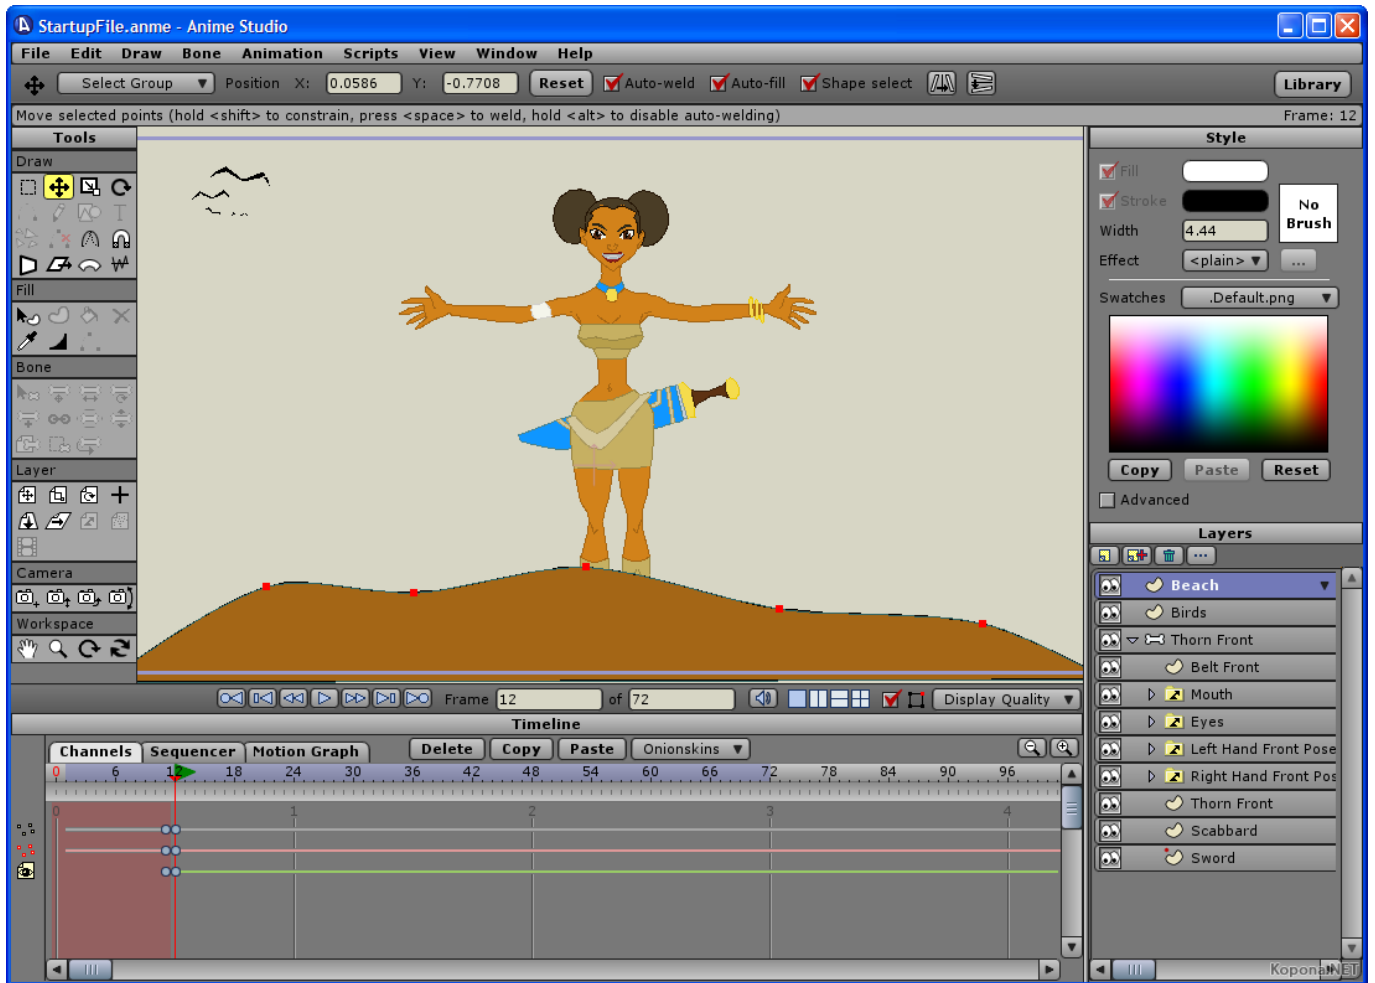 StartupFile.anme - Anime Studio
File Edit Draw Bone Animation Scripts View Window Help
Select Group Position X: 0.0586 Y: -0.7708 Reset Auto-weld Auto-fill Shape select Library
Move selected points (hold <shift> to constrain, press <space> to weld, hold <alt> to disable auto-welding) Frame: 12
Tools
Draw
Fill
Bone
Layer
Camera
Workspace
Style
Fill
Stroke
No
Brush
Width 4.44
Effect <plain> ...
Swatches .Default.png
Copy Paste Reset
Advanced
Layers
Beach
Birds
Thorn Front
Belt Front
Mouth
Eyes
Left Hand Front Pose
Right Hand Front Pos
Thorn Front
Scabbard
Sword
Frame 12 of 72 Display Quality
Timeline
Channels Sequencer Motion Graph Delete Copy Paste Onionskins
0 6 12 18 24 30 36 42 48 54 60 66 72 78 84 90 96
0 1 2 3 4